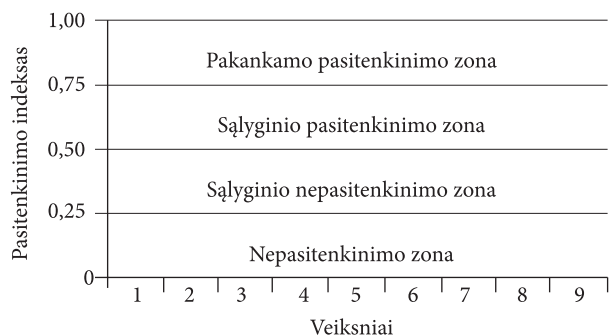 Pasitenkinimo indeksas
1,00
Pakankamo pasitenkinimo zona
0,75
Sąlyginio pasitenkinimo zona
0,50
Sąlyginio nepasitenkinimo zona
0,25
Nepasitenkinimo zona
0
1 2 3 4 5 6 7 8 9
Veiksniai